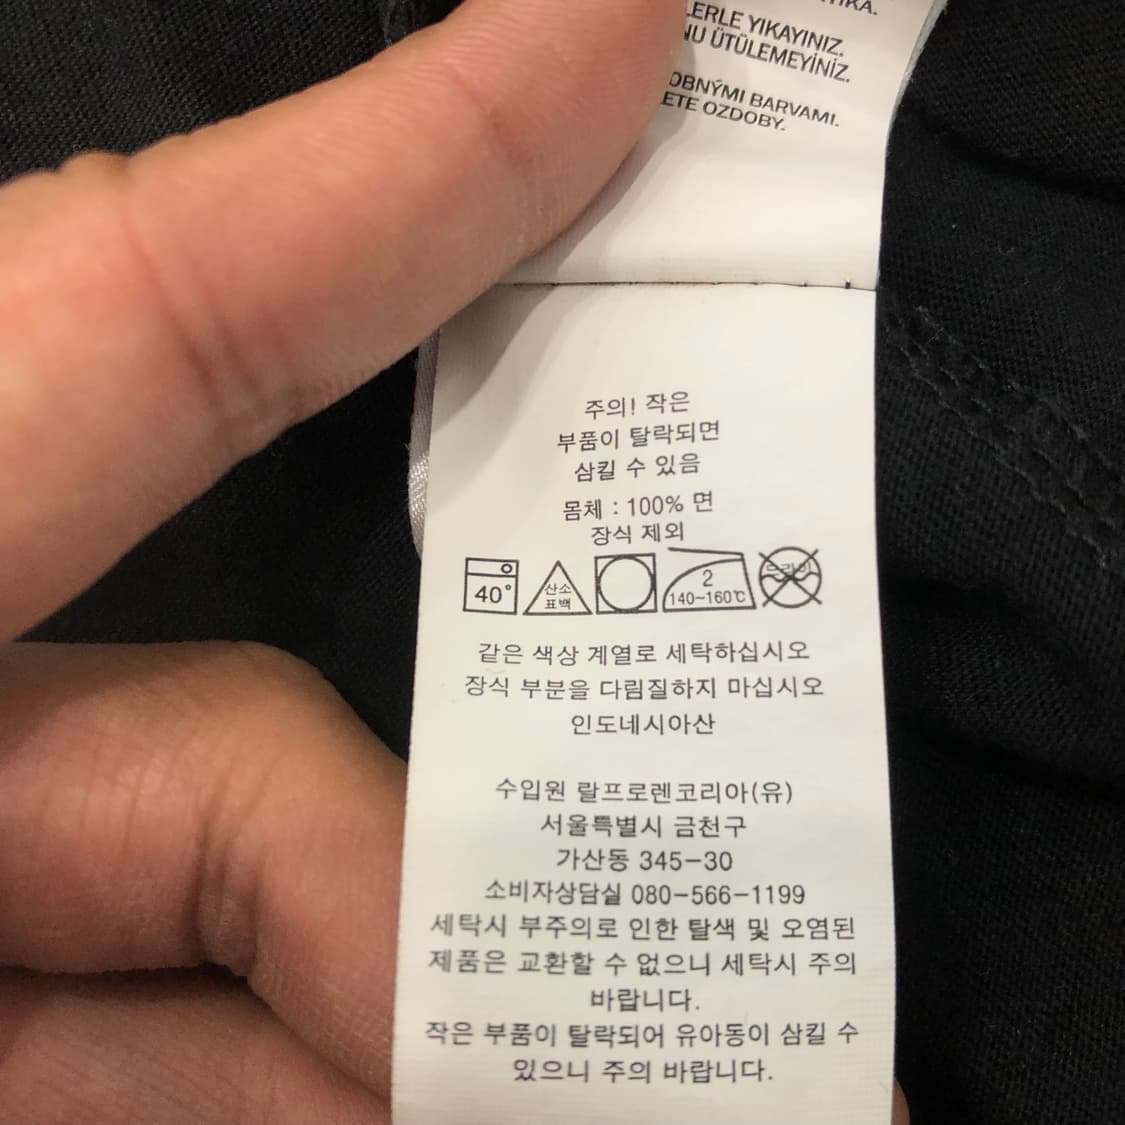 YIKAYINIZ.
ÜTÜLEMEYİNİZ.
BARVAMI.
OZDOBY.
주의! 작은
부품이 탈락되면
삼킬 수 있음
몸체 : 100% 면
장식 제외
40°
산소
표백
2
140~160℃
드라이
같은 색상 계열로 세탁하십시오
장식 부분을 다림질하지 마십시오
인도네시아산
수입원 랄프로렌코리아(유)
서울특별시 금천구
가산동 345-30
소비자상담실 080-566-1199
세탁시 부주의로 인한 탈색 및 오염된
제품은 교환할 수 없으니 세탁시 주의
바랍니다.
작은 부품이 탈락되어 유아동이 삼킬 수
있으니 주의 바랍니다.